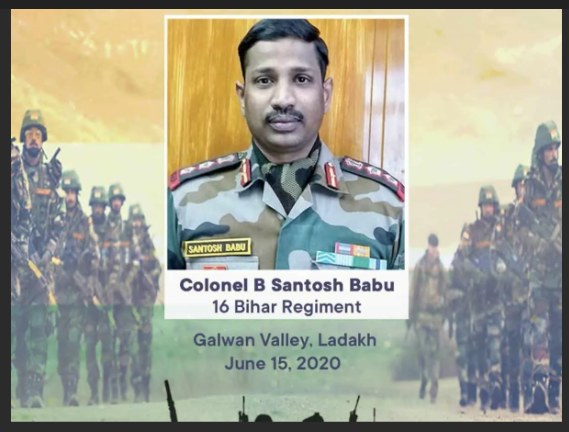 SANTOSH BABU
Colonel B Santosh Babu
16 Bihar Regiment
Galwan Valley, Ladakh
June 15, 2020